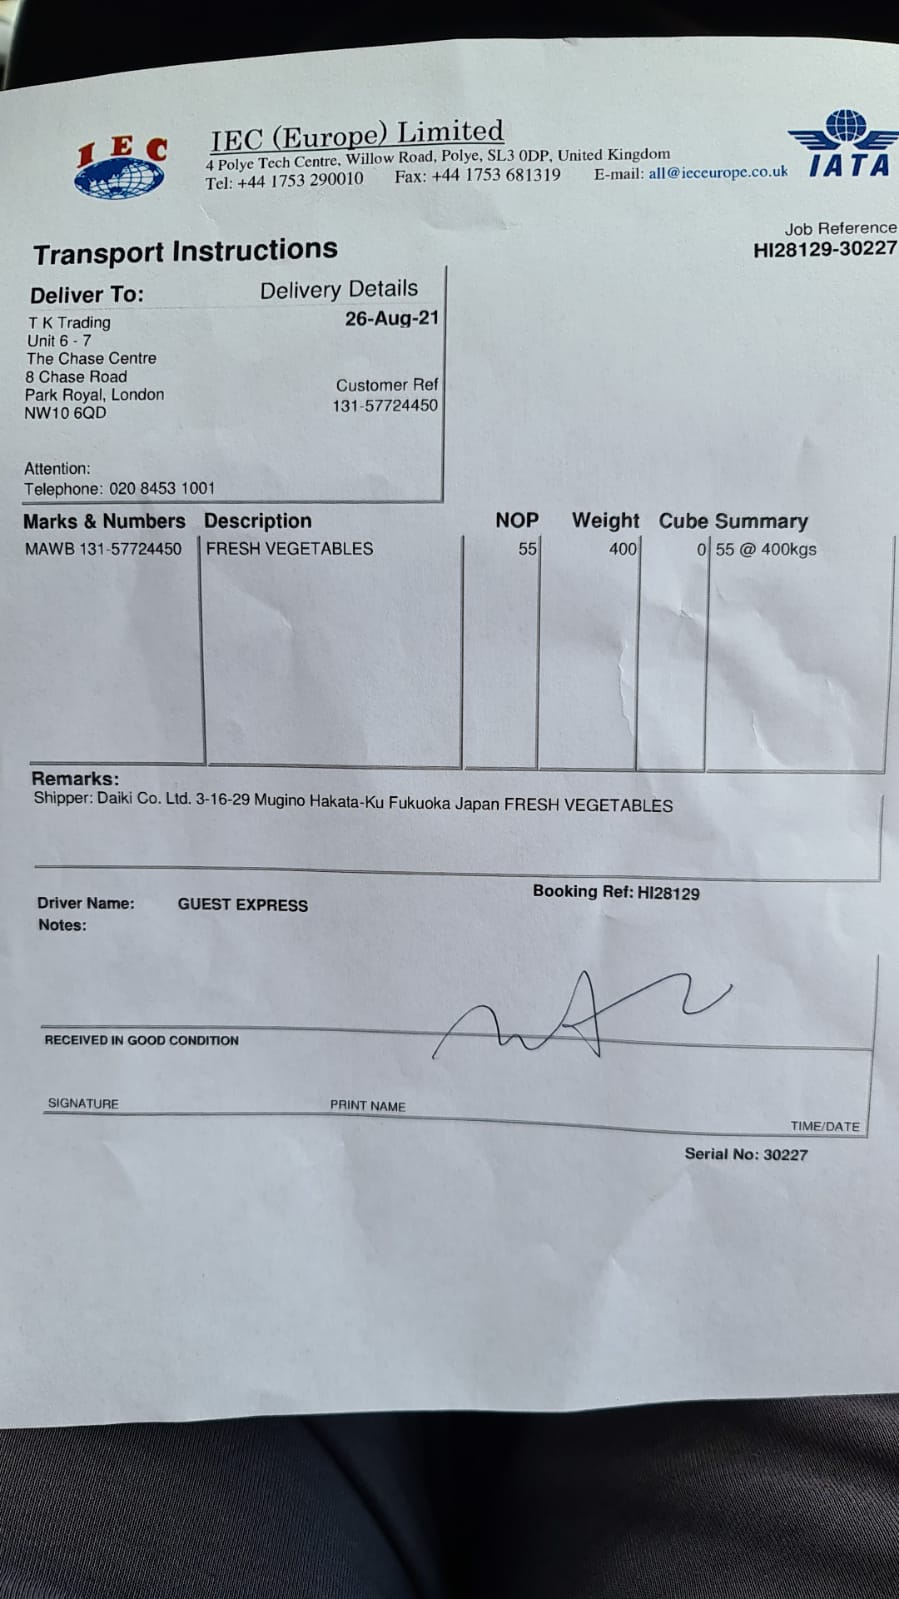 IEC
IEC (Europe) Limited
4 Polye Tech Centre, Willow Road, Polye, SL3 0DP, United Kingdom
Tel: +44 1753 290010 Fax: +44 1753 681319 E-mail: all@ieceurope.co.uk
IATA
Job Reference
HI28129-30227
Transport Instructions
Deliver To: Delivery Details
T K Trading 26-Aug-21
Unit 6 - 7
The Chase Centre
8 Chase Road Customer Ref
Park Royal, London 131-57724450
NW10 6QD
Attention:
Telephone: 020 8453 1001
Marks & Numbers Description NOP Weight Cube Summary
MAWB 131-57724450 FRESH VEGETABLES 55 400 0 55 @ 400kgs
Remarks:
Shipper: Daiki Co. Ltd. 3-16-29 Mugino Hakata-Ku Fukuoka Japan FRESH VEGETABLES
Booking Ref: HI28129
Driver Name: GUEST EXPRESS
Notes:
RECEIVED IN GOOD CONDITION
SIGNATURE PRINT NAME TIME/DATE
Serial No: 30227